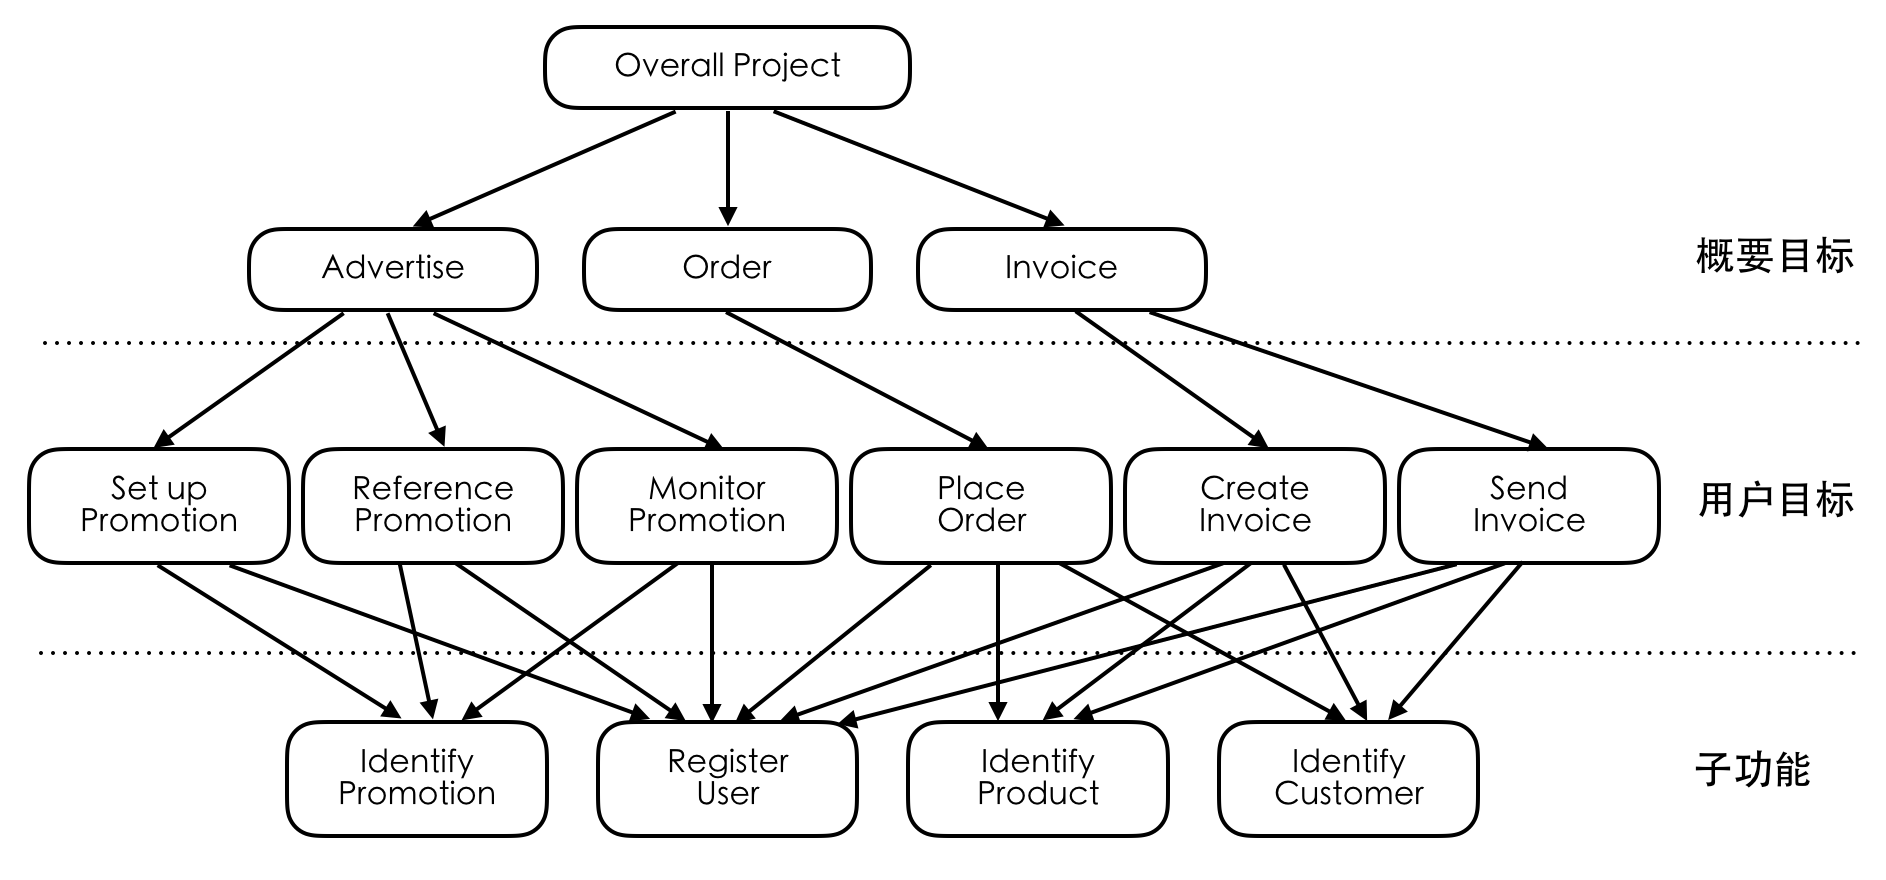 Overall Project
Advertise
Order
Invoice
概要目标
Set up
Promotion
Reference
Promotion
Monitor
Promotion
Place
Order
Create
Invoice
Send
Invoice
用户目标
Identify
Promotion
Register
User
Identify
Product
Identify
Customer
子功能